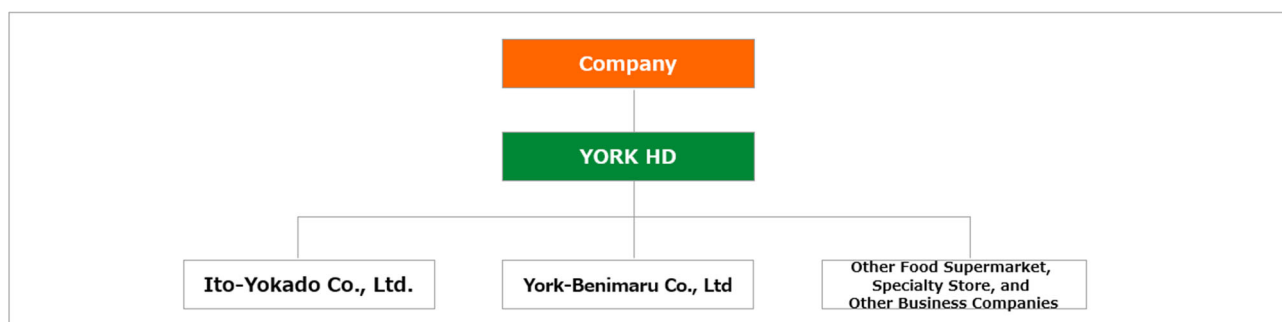 Company
YORK HD
Ito-Yokado Co., Ltd.
York-Benimaru Co., Ltd
Other Food Supermarket,
Specialty Store, and
Other Business Companies